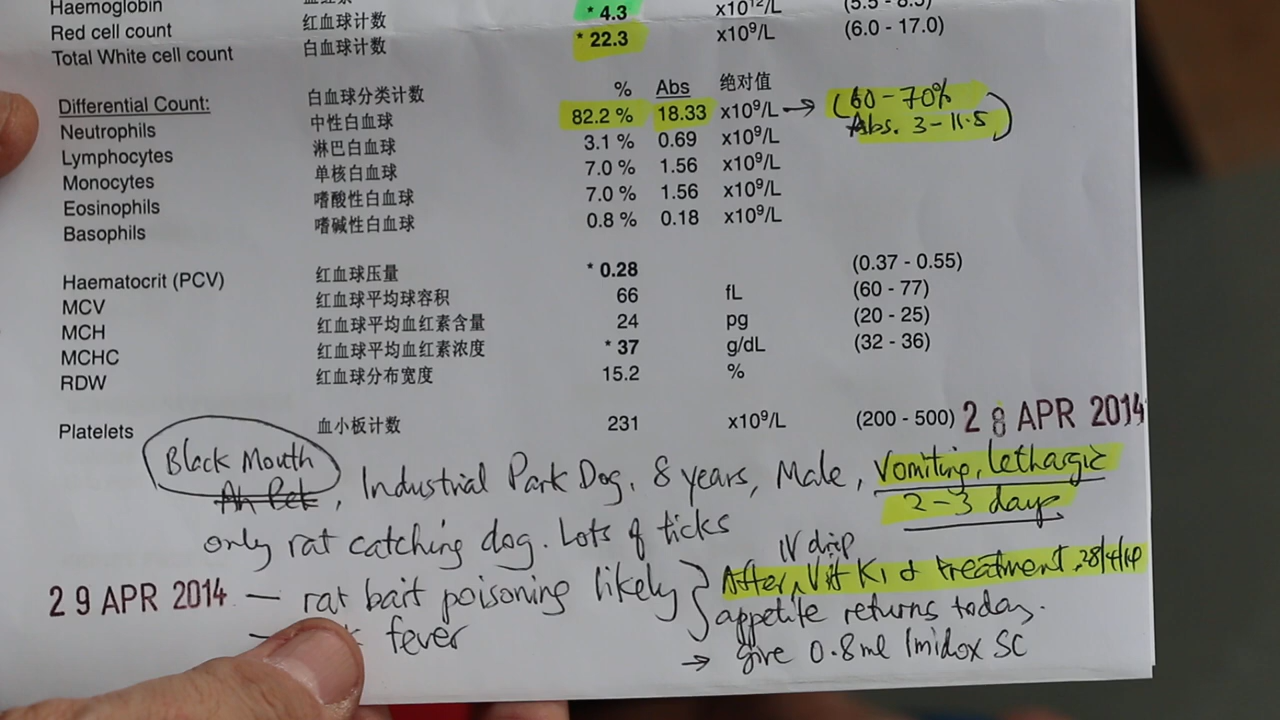 Haemoglobin 血红素
Red cell count 红血球计数 * 4.3 x10¹²/L (5.5 - 8.5)
Total White cell count 白血球计数 * 22.3 x10⁹/L (6.0 - 17.0)
Differential Count: 白血球分类计数 % Abs 绝对值
Neutrophils 中性白血球 82.2 % 18.33 x10⁹/L → (60 - 70%
Abs. 3 - 11.5)
Lymphocytes 淋巴白血球 3.1 % 0.69 x10⁹/L
Monocytes 单核白血球 7.0 % 1.56 x10⁹/L
Eosinophils 嗜酸性白血球 7.0 % 1.56 x10⁹/L
Basophils 嗜碱性白血球 0.8 % 0.18 x10⁹/L
Haematocrit (PCV) 红血球压量 * 0.28 (0.37 - 0.55)
MCV 红血球平均球容积 66 fL (60 - 77)
MCH 红血球平均血红素含量 24 pg (20 - 25)
MCHC 红血球平均血红素浓度 * 37 g/dL (32 - 36)
RDW 红血球分布宽度 15.2 %
Platelets 血小板计数 231 x10⁹/L (200 - 500) 28 APR 2014
Black Mouth
Ah Pek, Industrial Park Dog, 8 years, Male, Vomiting, lethagic
2-3 days,
only rat catching dog. Lots of ticks
IV drip
29 APR 2014 — rat bait poisoning likely } After Vit K1 & treatment, 28/4/14
— fever appetite returns today.
→ give 0.8ml Imidox SC